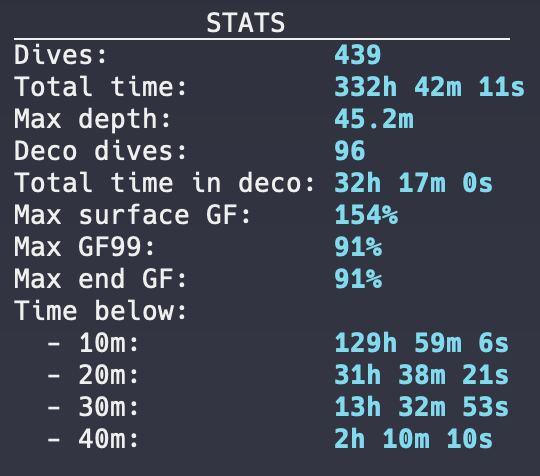 STATS
Dives: 439
Total time: 332h 42m 11s
Max depth: 45.2m
Deco dives: 96
Total time in deco: 32h 17m 0s
Max surface GF: 154%
Max GF99: 91%
Max end GF: 91%
Time below:
- 10m: 129h 59m 6s
- 20m: 31h 38m 21s
- 30m: 13h 32m 53s
- 40m: 2h 10m 10s